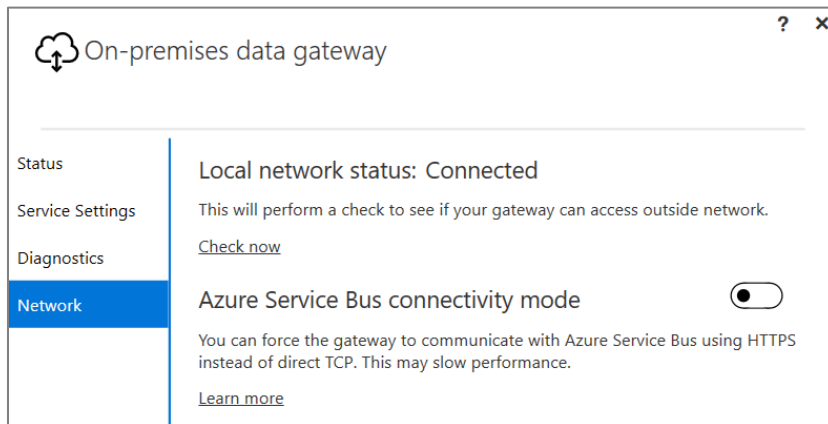 ? ×
On-premises data gateway
Status
Service Settings
Diagnostics
Network
Local network status: Connected
This will perform a check to see if your gateway can access outside network.
Check now
Azure Service Bus connectivity mode
You can force the gateway to communicate with Azure Service Bus using HTTPS
instead of direct TCP. This may slow performance.
Learn more